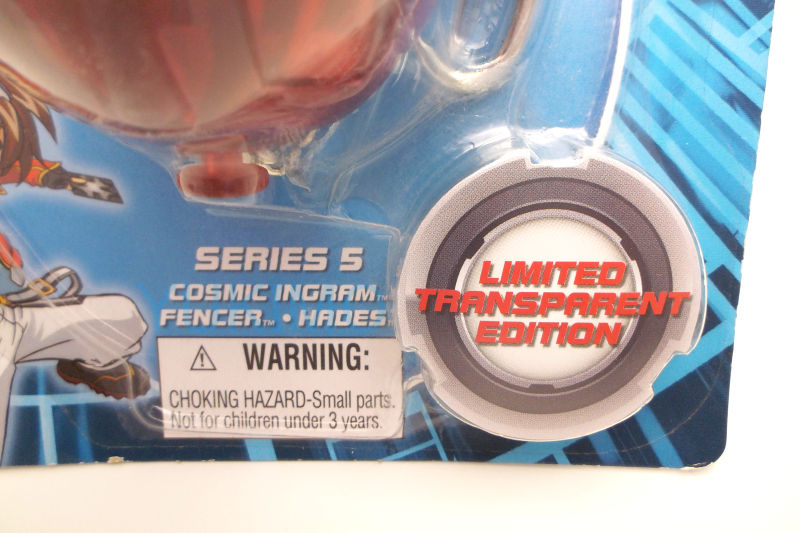 SERIES 5
COSMIC INGRAM™
FENCER™ • HADES
⚠ WARNING:
CHOKING HAZARD-Small parts.
Not for children under 3 years.
LIMITED
TRANSPARENT
EDITION